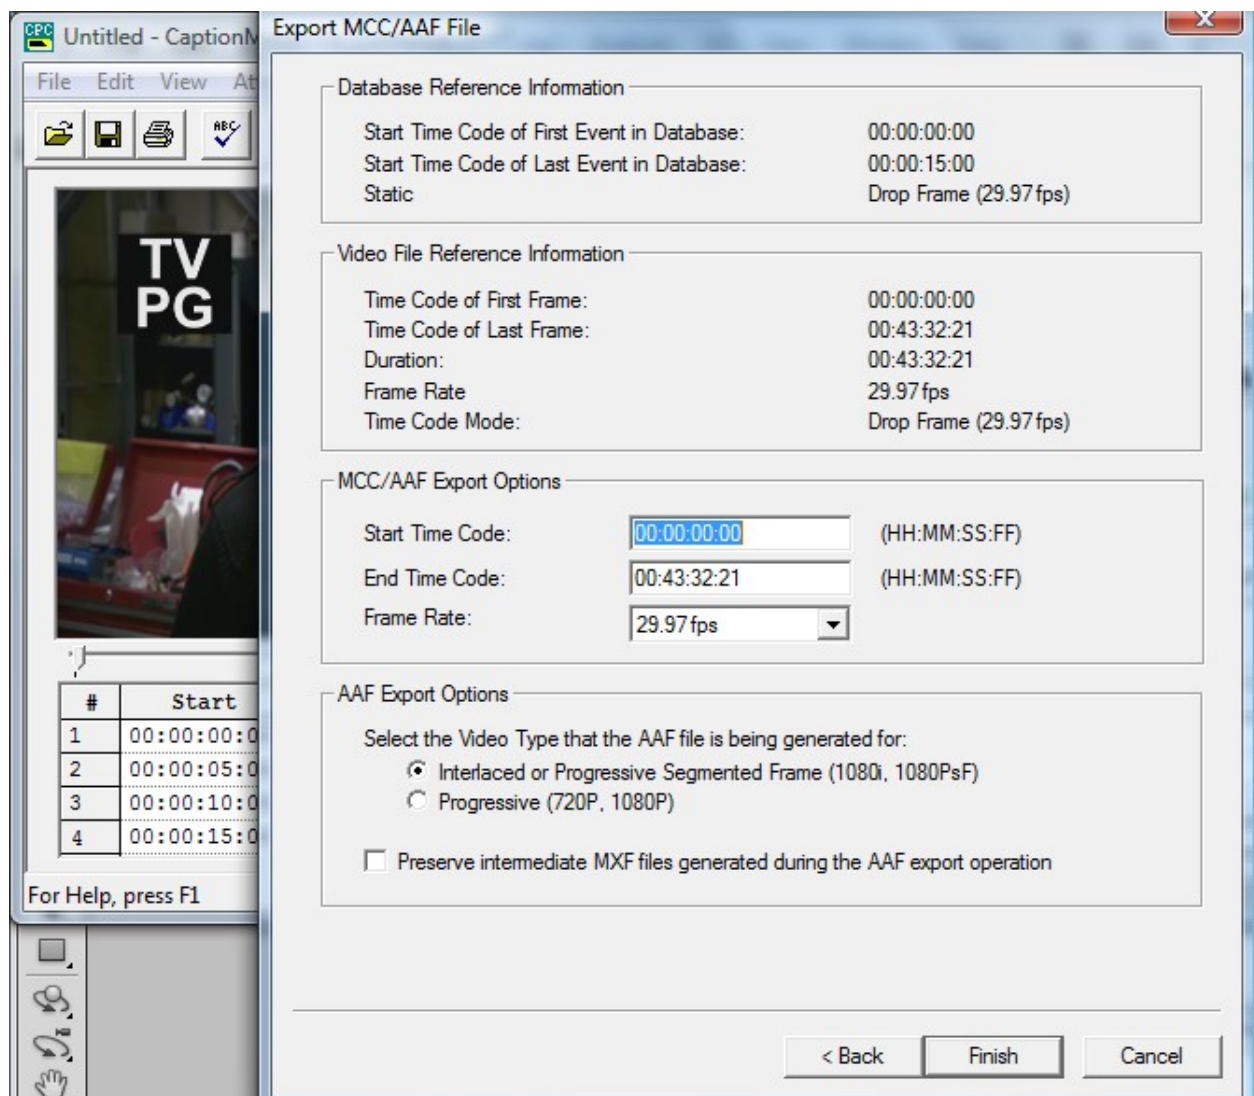 Untitled - CaptionM
File Edit View At
ABC
TV
PG
# Start
1 00:00:00:0
2 00:00:05:0
3 00:00:10:0
4 00:00:15:0
For Help, press F1
Export MCC/AAF File
Database Reference Information
Start Time Code of First Event in Database: 00:00:00:00
Start Time Code of Last Event in Database: 00:00:15:00
Static Drop Frame (29.97 fps)
Video File Reference Information
Time Code of First Frame: 00:00:00:00
Time Code of Last Frame: 00:43:32:21
Duration: 00:43:32:21
Frame Rate 29.97 fps
Time Code Mode: Drop Frame (29.97 fps)
MCC/AAF Export Options
Start Time Code: 00:00:00:00 (HH:MM:SS:FF)
End Time Code: 00:43:32:21 (HH:MM:SS:FF)
Frame Rate: 29.97 fps
AAF Export Options
Select the Video Type that the AAF file is being generated for:
Interlaced or Progressive Segmented Frame (1080i, 1080PsF)
Progressive (720P, 1080P)
Preserve intermediate MXF files generated during the AAF export operation
< Back Finish Cancel
CPC